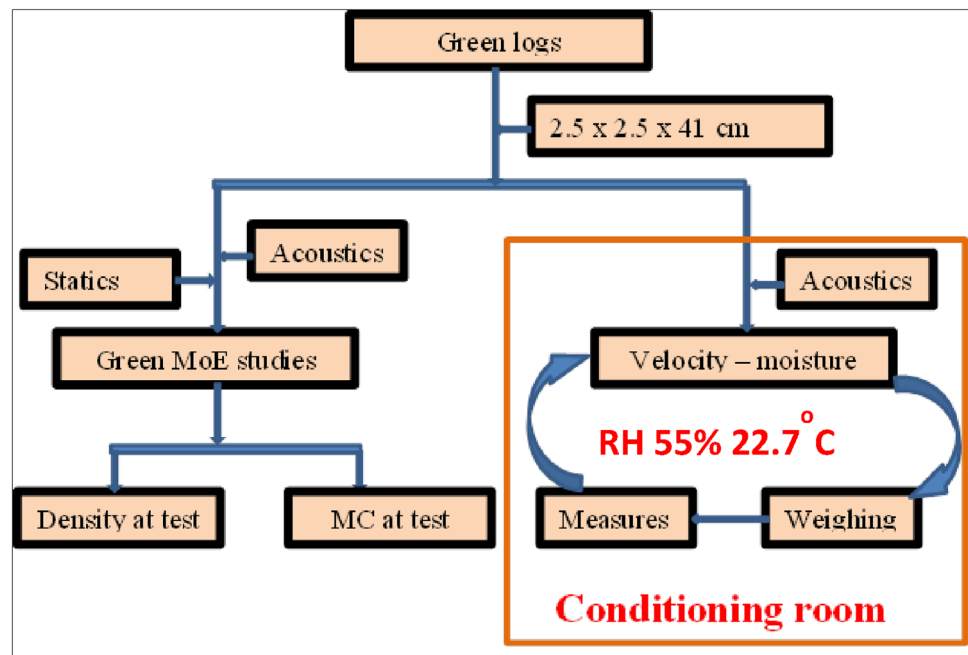 Green logs
2.5 x 2.5 x 41 cm
Acoustics
Statics
Green MoE studies
Density at test
MC at test
Acoustics
Velocity – moisture
RH 55% 22.7°C
Measures
Weighing
Conditioning room